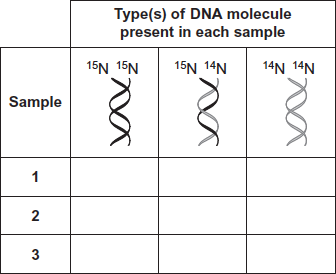 Type(s) of DNA molecule
present in each sample
Sample
¹⁵N ¹⁵N
¹⁵N ¹⁴N
¹⁴N ¹⁴N
1
2
3